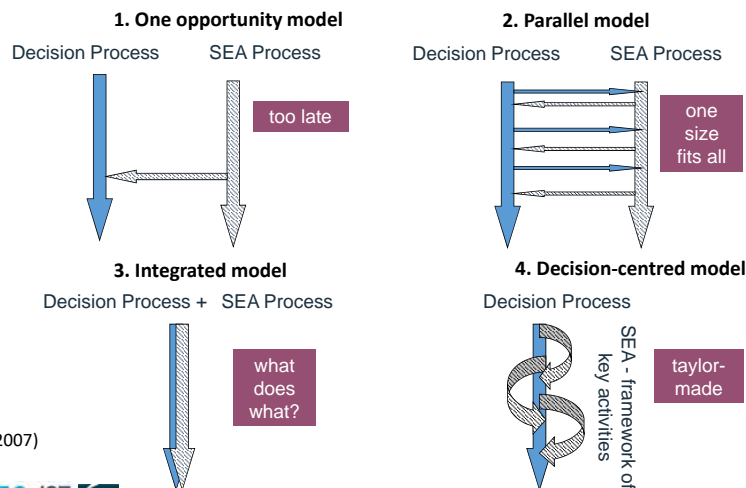 1. One opportunity model
Decision Process SEA Process
too late
2. Parallel model
Decision Process SEA Process
one
size
fits all
3. Integrated model
Decision Process + SEA Process
what
does
what?
4. Decision-centred model
Decision Process
SEA - framework of
key activities
taylor-
made
2007)